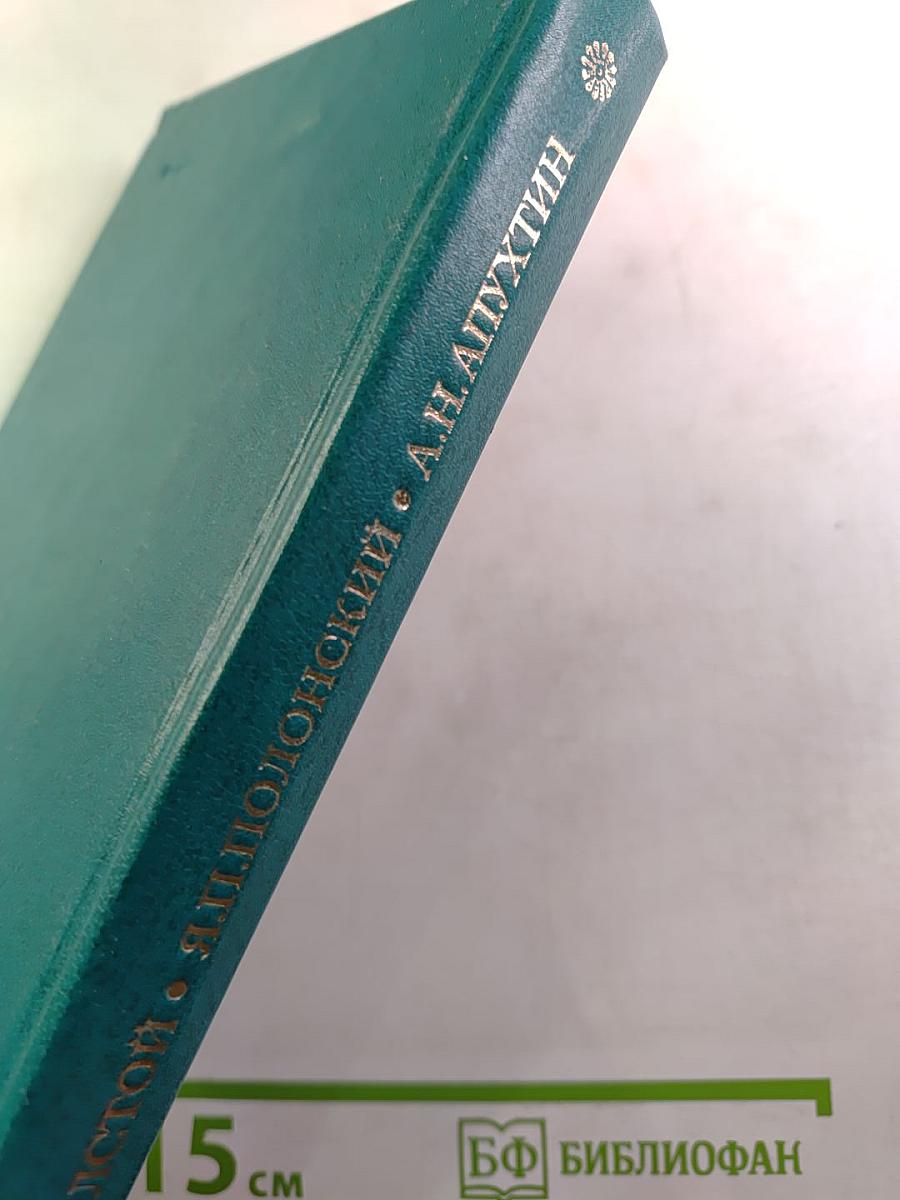 ЛСТОЙ • Я.П.ПОЛОНСКИЙ • А.Н.АПУХТИН
15 см
БФ БИБЛИОФАН